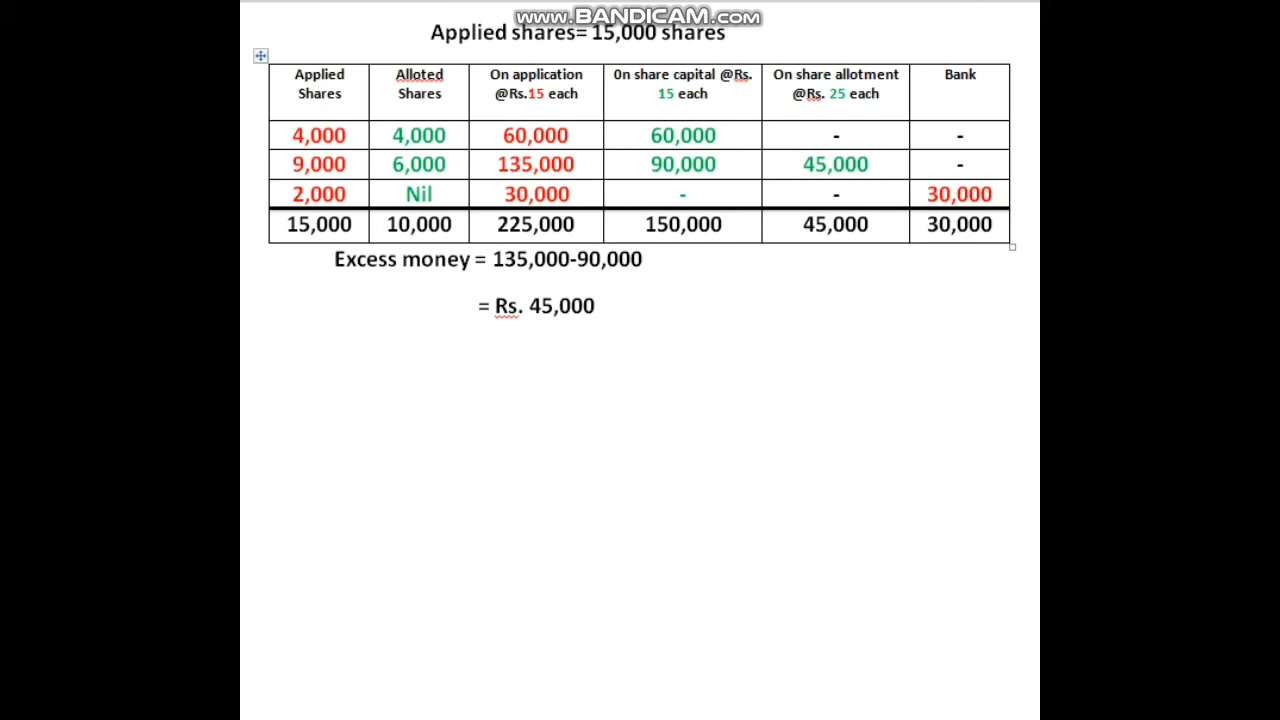 www.BANDICAM.com
Applied shares= 15,000 shares
Applied Shares Alloted Shares On application @Rs.15 each 0n share capital @Rs. 15 each On share allotment @Rs. 25 each Bank
4,000 4,000 60,000 60,000 - -
9,000 6,000 135,000 90,000 45,000 -
2,000 Nil 30,000 - - 30,000
15,000 10,000 225,000 150,000 45,000 30,000
Excess money = 135,000-90,000
= Rs. 45,000